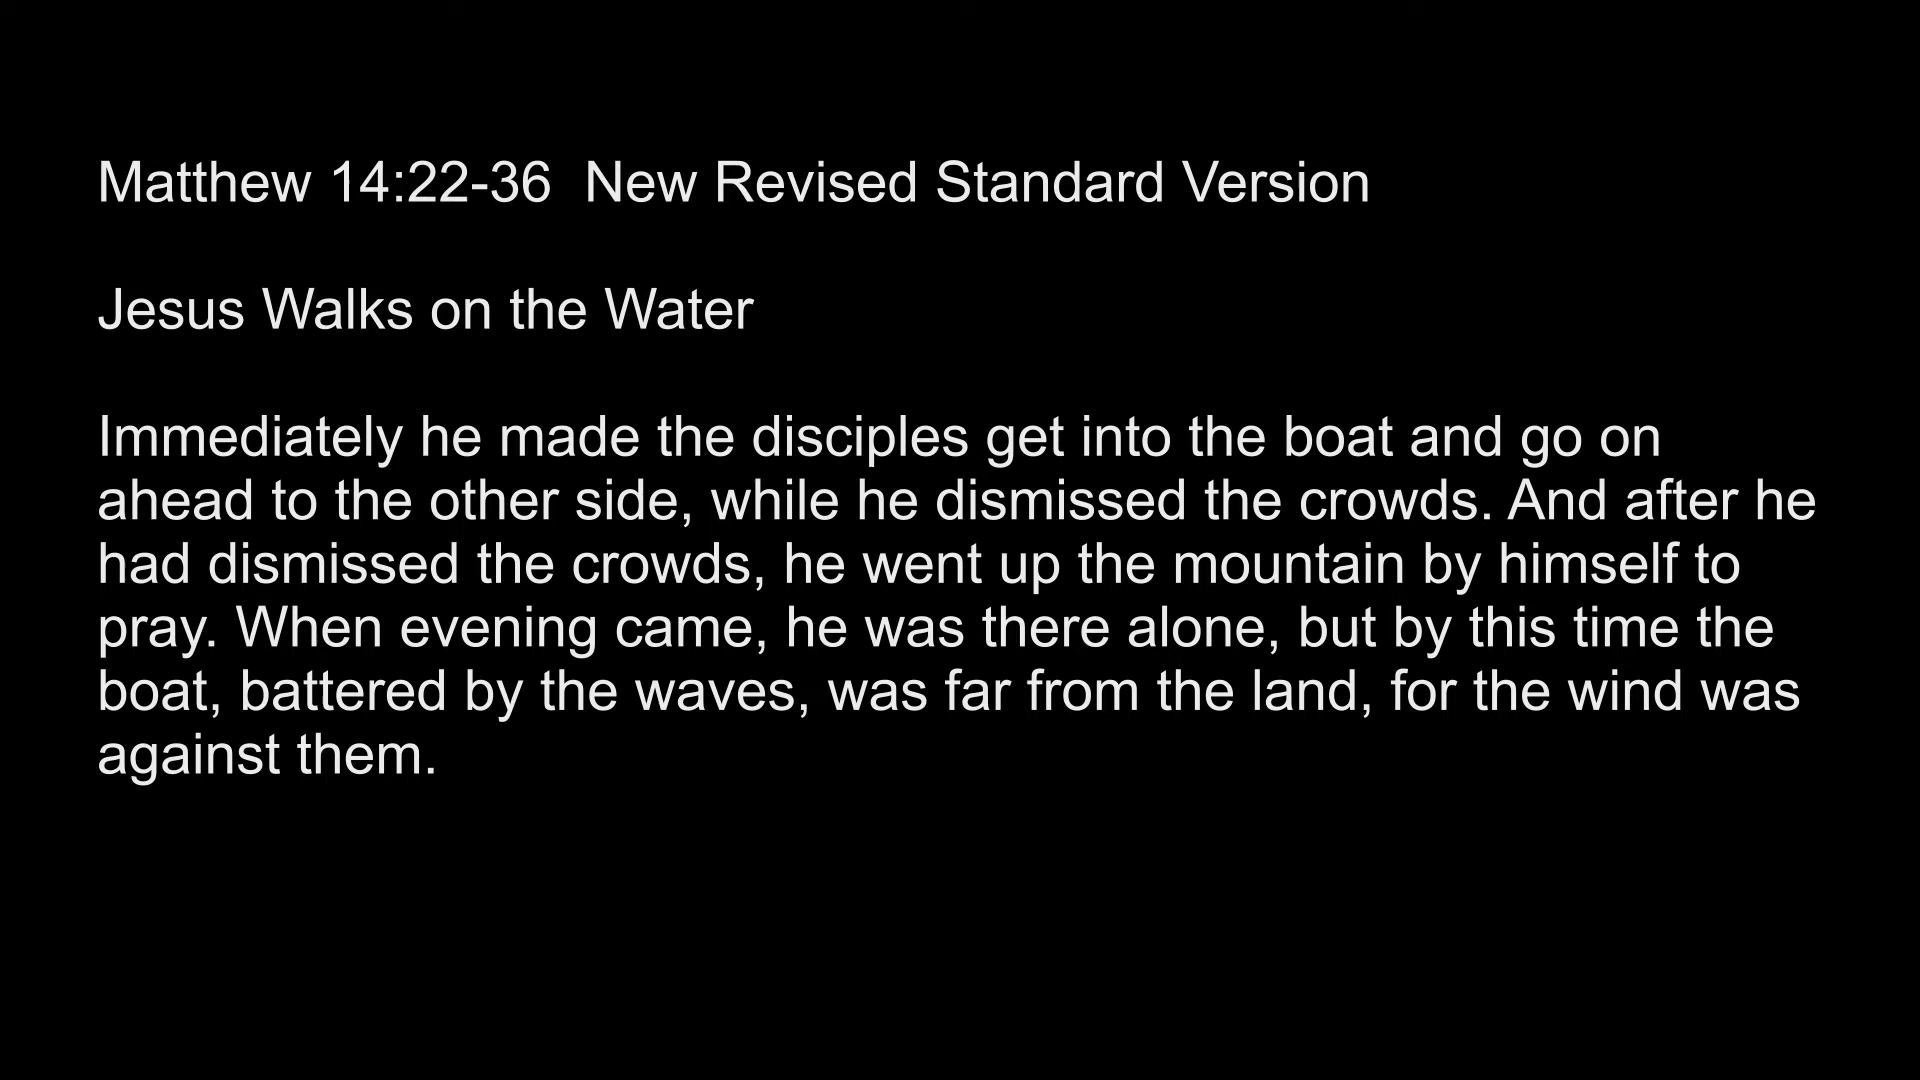 Matthew 14:22-36  New Revised Standard Version
Jesus Walks on the Water
Immediately he made the disciples get into the boat and go on
ahead to the other side, while he dismissed the crowds. And after he
had dismissed the crowds, he went up the mountain by himself to
pray. When evening came, he was there alone, but by this time the
boat, battered by the waves, was far from the land, for the wind was
against them.